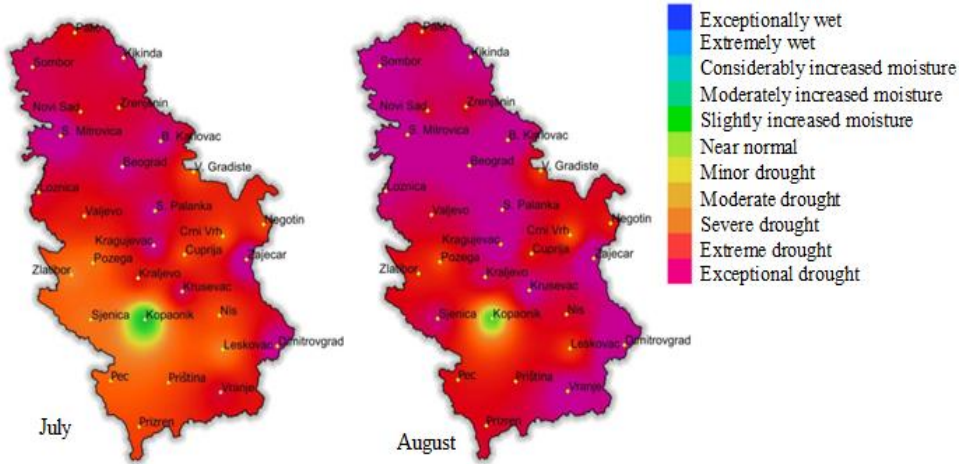 Palic
Kikinda
Sombor
Novi Sad
Zrenjanin
S. Mitrovica
B. Karlovac
Beograd
V. Gradiste
Loznica
Valjevo
S. Palanka
Negotin
Crni Vrh
Kragujevac
Cuprija
Zajecar
Pozega
Zlatibor
Kraljevo
Krusevac
Sjenica
Kopaonik
Nis
Leskovac
Dimitrovgrad
Pec
Priština
Vranje
Prizren
July
Palic
Kikinda
Sombor
Novi Sad
Zrenjanin
S. Mitrovica
B. Karlovac
Beograd
V. Gradiste
Loznica
Valjevo
S. Palanka
Negotin
Crni Vrh
Kragujevac
Cuprija
Zajecar
Pozega
Zlatibor
Kraljevo
Krusevac
Sjenica
Kopaonik
Nis
Leskovac
Dimitrovgrad
Pec
Priština
Vranje
Prizren
August
Exceptionally wet
Extremely wet
Considerably increased moisture
Moderately increased moisture
Slightly increased moisture
Near normal
Minor drought
Moderate drought
Severe drought
Extreme drought
Exceptional drought